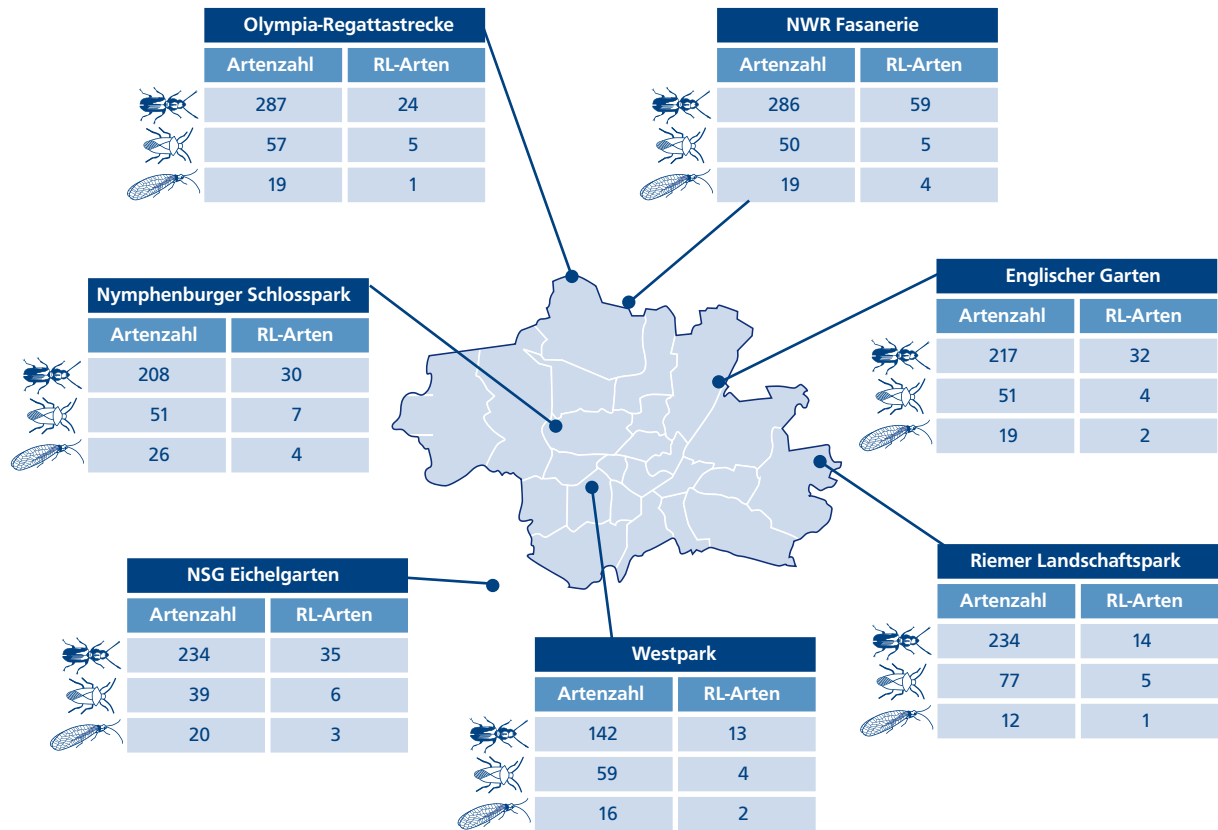 Olympia-Regattastrecke
Artenzahl RL-Arten
287 24
57 5
19 1
NWR Fasanerie
Artenzahl RL-Arten
286 59
50 5
19 4
Nymphenburger Schlosspark
Artenzahl RL-Arten
208 30
51 7
26 4
Englischer Garten
Artenzahl RL-Arten
217 32
51 4
19 2
NSG Eichelgarten
Artenzahl RL-Arten
234 35
39 6
20 3
Westpark
Artenzahl RL-Arten
142 13
59 4
16 2
Riemer Landschaftspark
Artenzahl RL-Arten
234 14
77 5
12 1